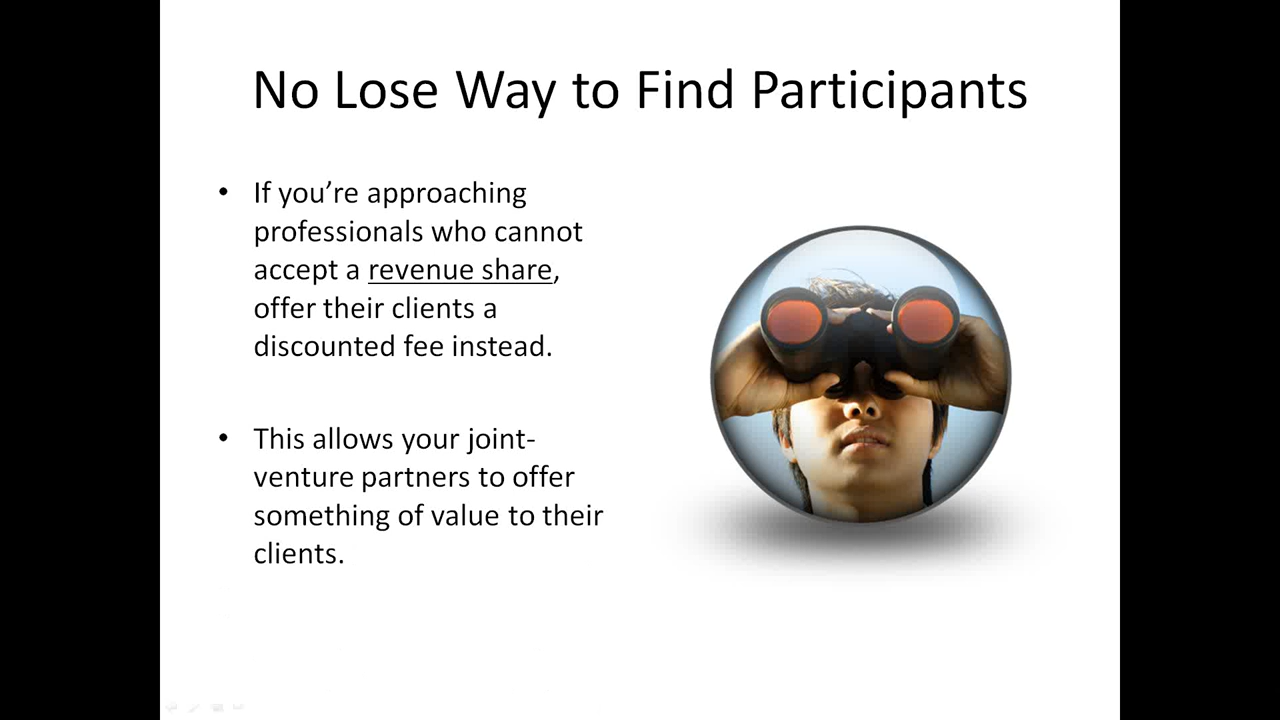 No Lose Way to Find Participants
• If you’re approaching
professionals who cannot
accept a revenue share,
offer their clients a
discounted fee instead.
• This allows your joint-
venture partners to offer
something of value to their
clients.